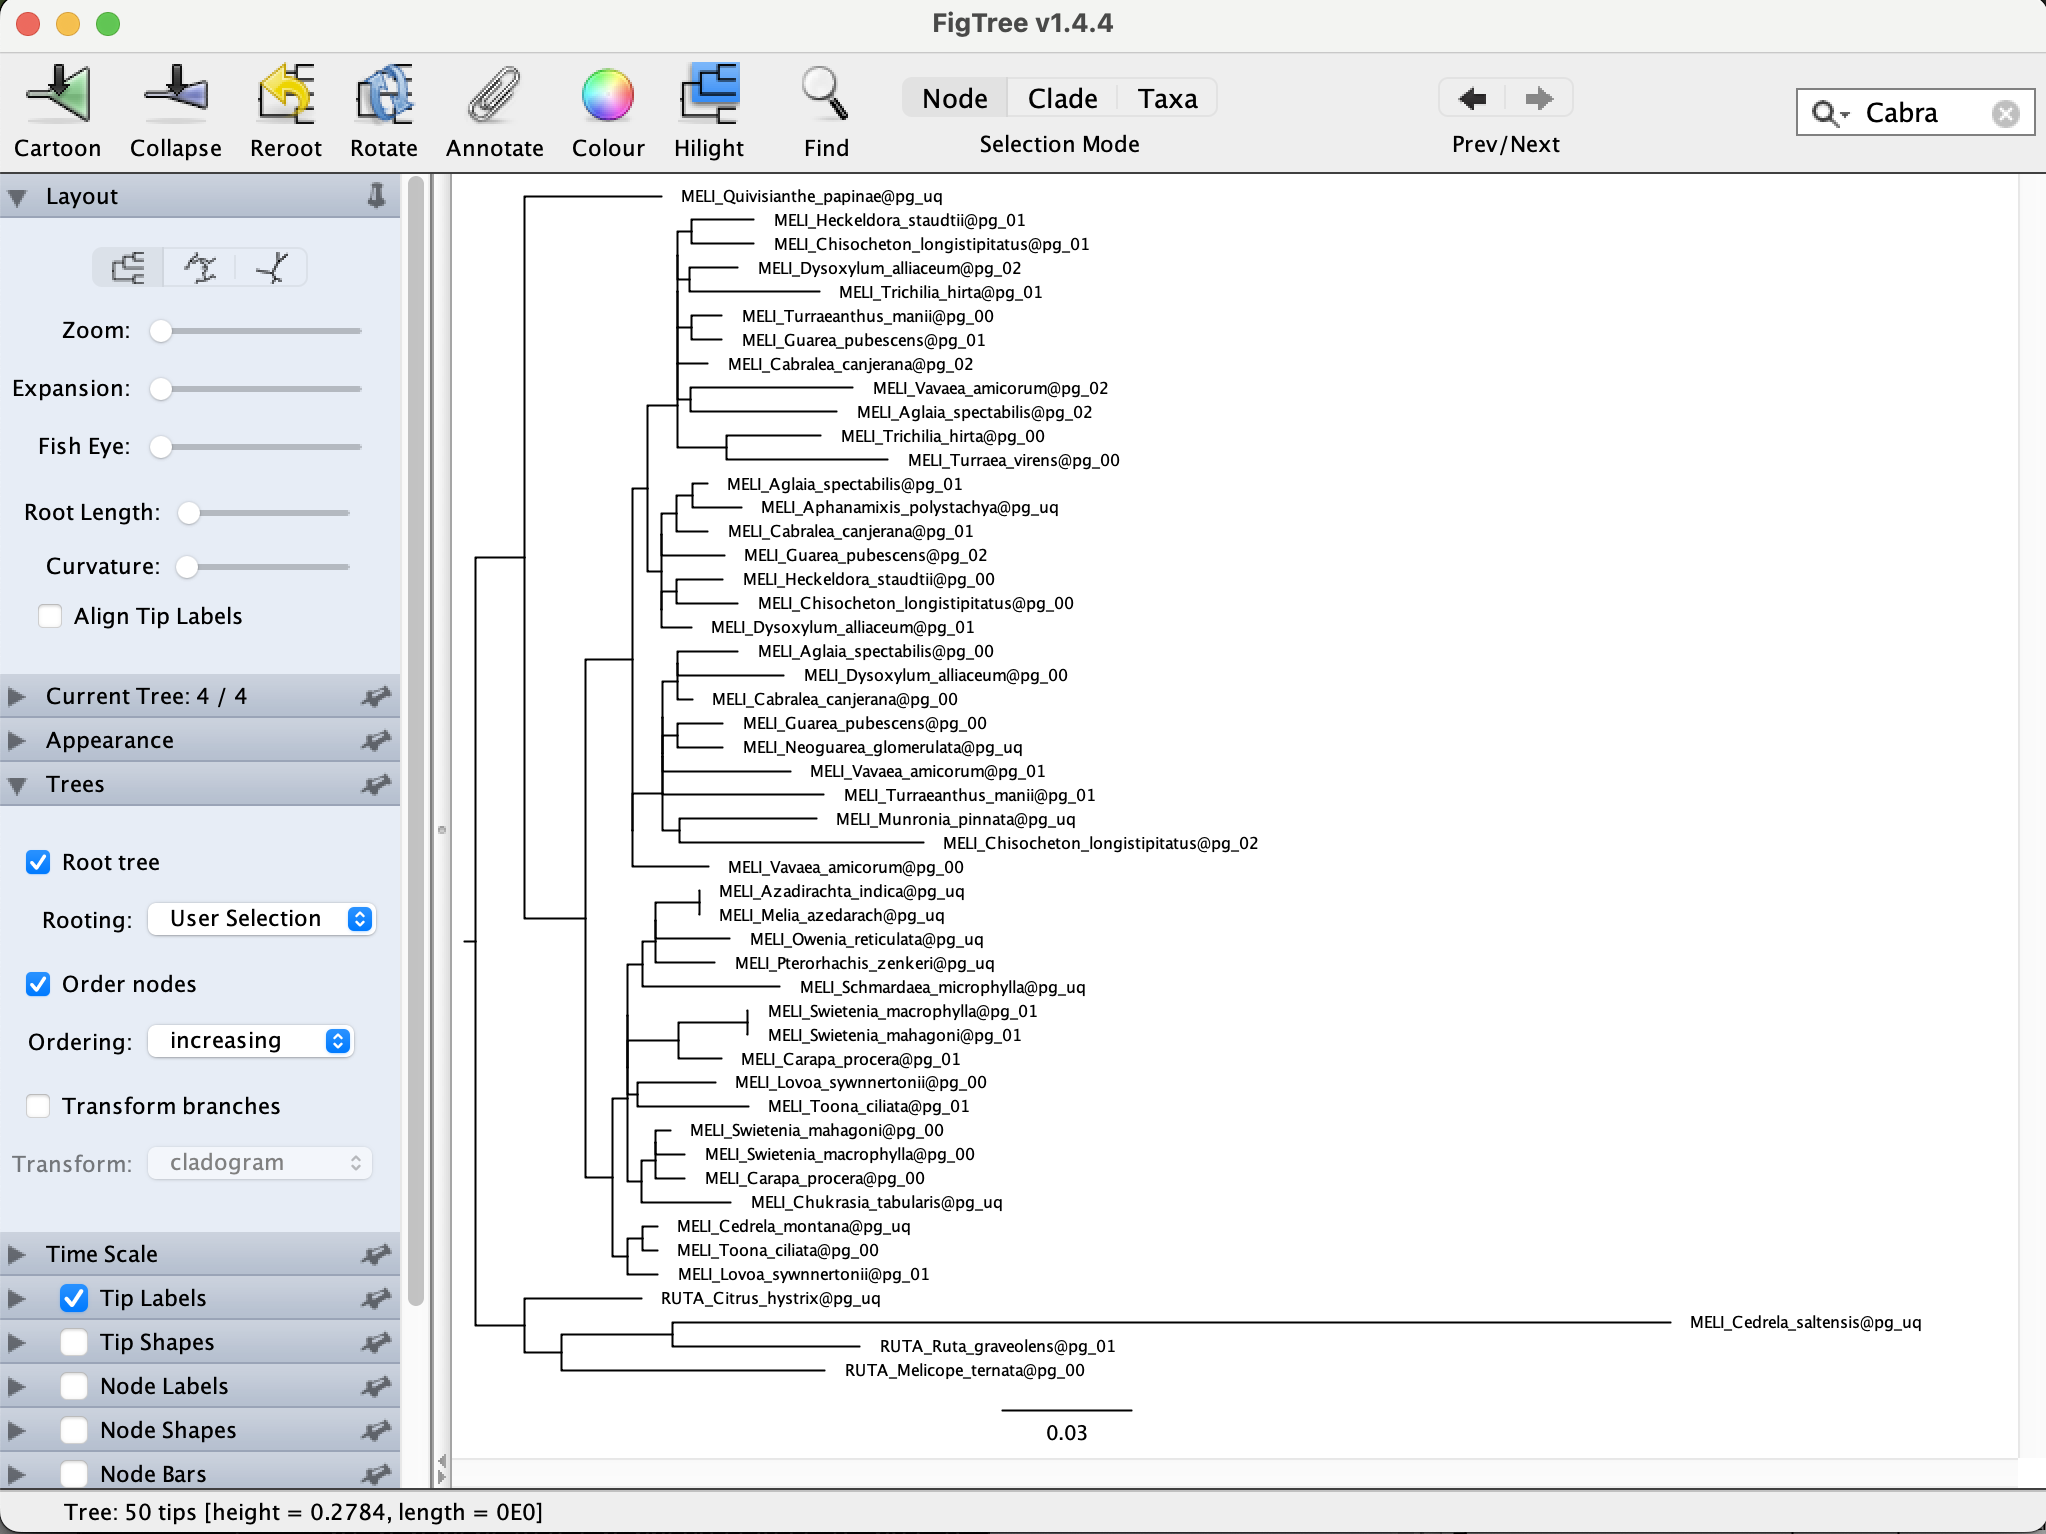 FigTree v1.4.4
Cartoon Collapse Reroot Rotate Annotate Colour Hilight Find
Node Clade Taxa
Selection Mode
Prev/Next
Cabra
Layout
Zoom:
Expansion:
Fish Eye:
Root Length:
Curvature:
Align Tip Labels
Current Tree: 4 / 4
Appearance
Trees
Root tree
Rooting: User Selection
Order nodes
Ordering: increasing
Transform branches
Transform: cladogram
Time Scale
Tip Labels
Tip Shapes
Node Labels
Node Shapes
Node Bars
MELI_Quivisianthe_papinae@pg_uq
MELI_Heckeldora_staudtii@pg_01
MELI_Chisocheton_longistipitatus@pg_01
MELI_Dysoxylum_alliaceum@pg_02
MELI_Trichilia_hirta@pg_01
MELI_Turraeanthus_manii@pg_00
MELI_Guarea_pubescens@pg_01
MELI_Cabralea_canjerana@pg_02
MELI_Vavaea_amicorum@pg_02
MELI_Aglaia_spectabilis@pg_02
MELI_Trichilia_hirta@pg_00
MELI_Turraea_virens@pg_00
MELI_Aglaia_spectabilis@pg_01
MELI_Aphanamixis_polystachya@pg_uq
MELI_Cabralea_canjerana@pg_01
MELI_Guarea_pubescens@pg_02
MELI_Heckeldora_staudtii@pg_00
MELI_Chisocheton_longistipitatus@pg_00
MELI_Dysoxylum_alliaceum@pg_01
MELI_Aglaia_spectabilis@pg_00
MELI_Dysoxylum_alliaceum@pg_00
MELI_Cabralea_canjerana@pg_00
MELI_Guarea_pubescens@pg_00
MELI_Neoguarea_glomerulata@pg_uq
MELI_Vavaea_amicorum@pg_01
MELI_Turraeanthus_manii@pg_01
MELI_Munronia_pinnata@pg_uq
MELI_Chisocheton_longistipitatus@pg_02
MELI_Vavaea_amicorum@pg_00
MELI_Azadirachta_indica@pg_uq
MELI_Melia_azedarach@pg_uq
MELI_Owenia_reticulata@pg_uq
MELI_Pterorhachis_zenkeri@pg_uq
MELI_Schmardaea_microphylla@pg_uq
MELI_Swietenia_macrophylla@pg_01
MELI_Swietenia_mahagoni@pg_01
MELI_Carapa_procera@pg_01
MELI_Lovoa_sywnnertonii@pg_00
MELI_Toona_ciliata@pg_01
MELI_Swietenia_mahagoni@pg_00
MELI_Swietenia_macrophylla@pg_00
MELI_Carapa_procera@pg_00
MELI_Chukrasia_tabularis@pg_uq
MELI_Cedrela_montana@pg_uq
MELI_Toona_ciliata@pg_00
MELI_Lovoa_sywnnertonii@pg_01
RUTA_Citrus_hystrix@pg_uq
MELI_Cedrela_saltensis@pg_uq
RUTA_Ruta_graveolens@pg_01
RUTA_Melicope_ternata@pg_00
0.03
Tree: 50 tips [height = 0.2784, length = 0E0]